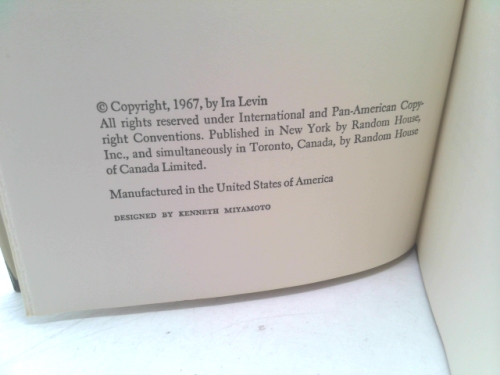 © Copyright, 1967, by Ira Levin
All rights reserved under International and Pan-American Copy-
right Conventions. Published in New York by Random House,
Inc., and simultaneously in Toronto, Canada, by Random House
of Canada Limited.
Manufactured in the United States of America
DESIGNED BY KENNETH MIYAMOTO